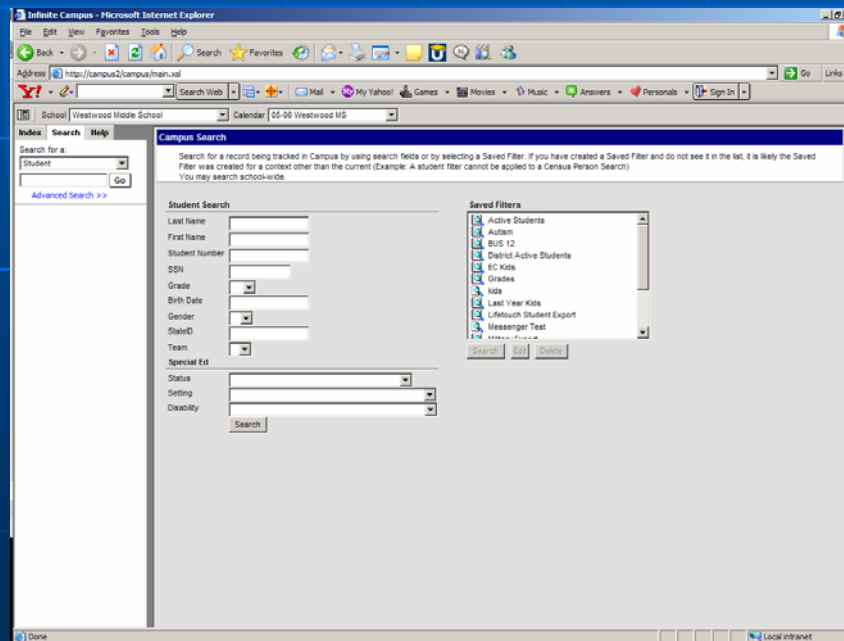 Infinite Campus - Microsoft Internet Explorer
File Edit View Favorites Tools Help
Back Search Favorites
Address http://campus2/campus/main.xsl Go Links
Y! Search Web Mail My Yahoo! Games Movies Music Answers Personals Sign In
School Westwood Middle School Calendar 05-06 Westwood MS
Index Search Help
Search for a:
Student
Go
Advanced Search >>
Campus Search
Search for a record being tracked in Campus by using search fields or by selecting a Saved Filter. If you have created a Saved Filter and do not see it in the list, it is likely the Saved
Filter was created for a context other than the current (Example: A student filter cannot be applied to a Census Person Search)
You may search school-wide.
Student Search
Last Name
First Name
Student Number
SSN
Grade
Birth Date
Gender
StateID
Team
Special Ed
Status
Setting
Disability
Search
Saved Filters
Active Students
Autism
BUS 12
District Active Students
EC Kids
Grades
kids
Last Year Kids
Lifetouch Student Export
Messenger Test
Search Edit Delete
Done Local intranet